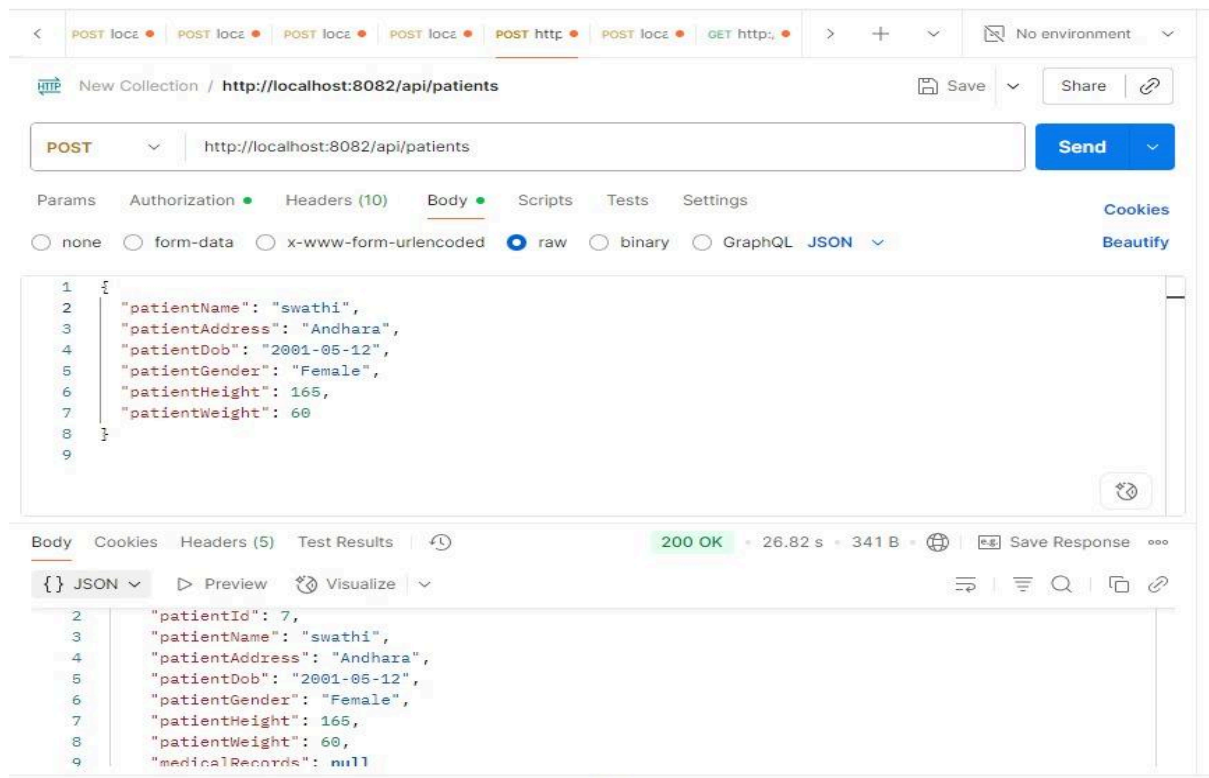 POST loca POST loca POST loca POST loca POST http POST loca GET http:, No environment
HTTP New Collection / http://localhost:8082/api/patients Save Share
POST http://localhost:8082/api/patients Send
Params Authorization Headers (10) Body Scripts Tests Settings Cookies
none form-data x-www-form-urlencoded raw binary GraphQL JSON Beautify
1 {
2 "patientName": "swathi",
3 "patientAddress": "Andhara",
4 "patientDob": "2001-05-12",
5 "patientGender": "Female",
6 "patientHeight": 165,
7 "patientWeight": 60
8 }
9
Body Cookies Headers (5) Test Results 200 OK 26.82 s 341 B e.g. Save Response
{} JSON Preview Visualize
2 "patientId": 7,
3 "patientName": "swathi",
4 "patientAddress": "Andhara",
5 "patientDob": "2001-05-12",
6 "patientGender": "Female",
7 "patientHeight": 165,
8 "patientWeight": 60,
9 "medicalRecords": null